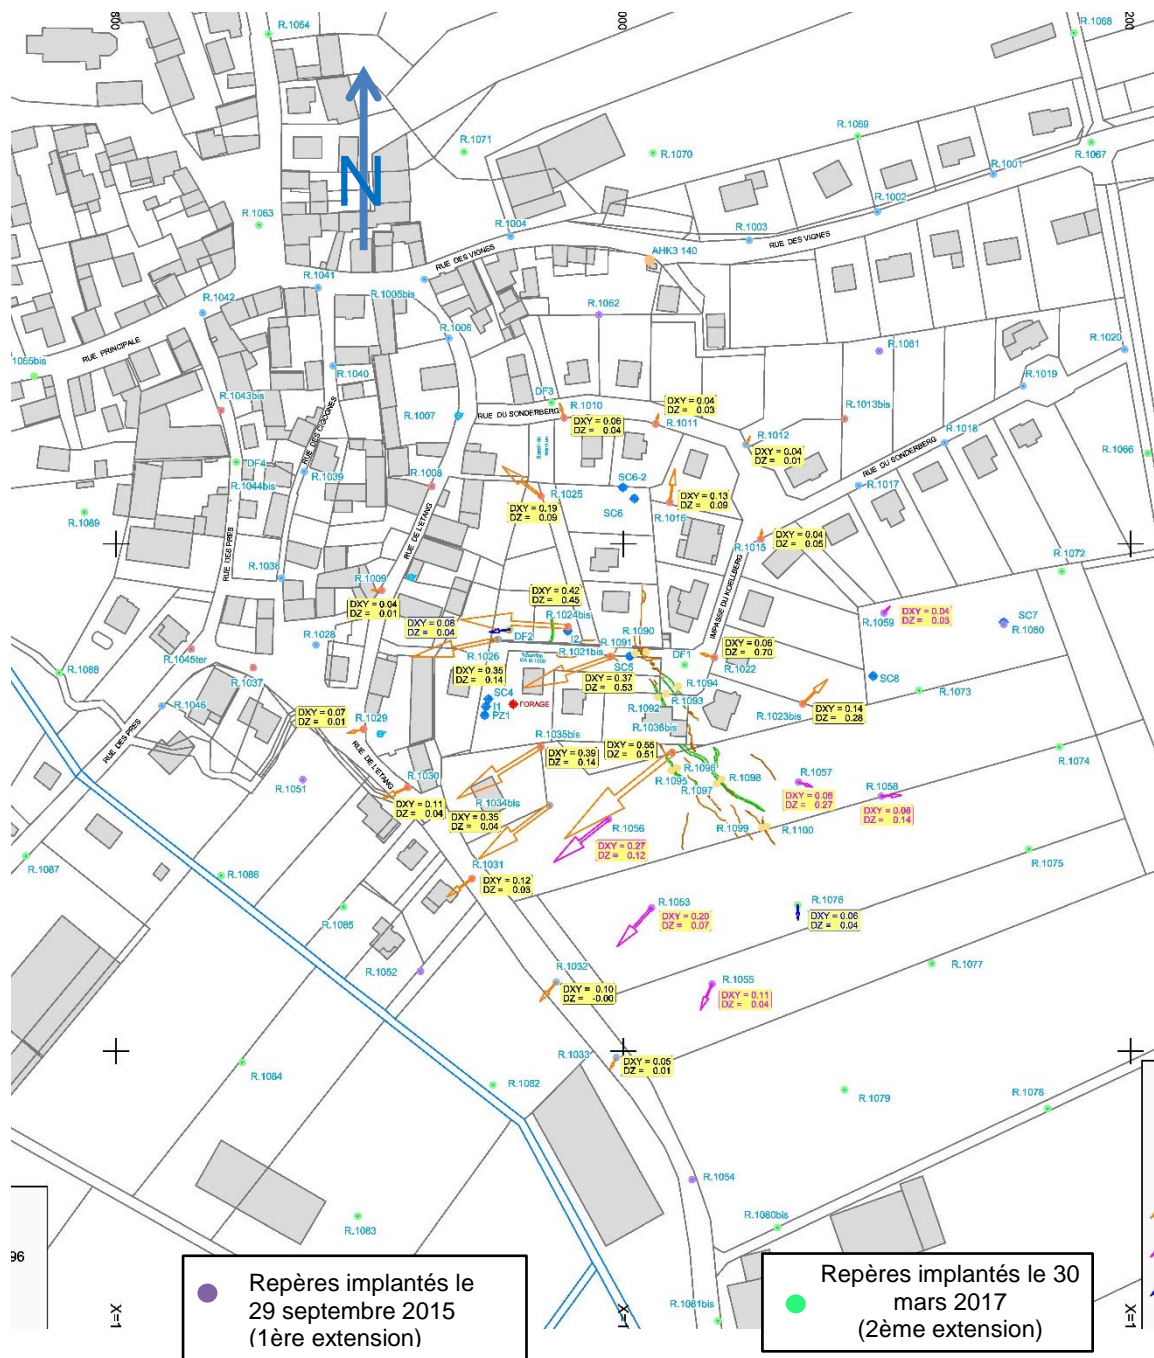 800
000
200
R.1064
R.1068
R.1071
R.1070
R.1069
R.1001
R.1067
N
R.1063
R.1004
R.1002
R.1003
RUE DES VIGNES
RUE DES VIGNES
AHK3 140
R.1041
R.1005bis
R.1042
R.1062
R.1006
R.1061
R.1020
RUE PRINCIPALE
1065bis
R.1040
R.1019
R.1043bis
RUE DES CIGOGNES
R.1007
DF3
R.1010
RUE DU SONDERBERG
DXY = 0.06
DZ = 0.04
DXY = 0.04
DZ = 0.03
R.1011
R.1013bis
R.1012
DXY = 0.04
DZ = 0.01
R.1018
R.1066
RUE DU SONDERBERG
R.1017
DF4
R.1044bis
R.1039
R.1008
R.1025
DXY = 0.19
DZ = 0.09
SC6-2
SC6
R.1016
DXY = 0.13
DZ = 0.09
R.1089
RUE DES PRES
RUE DE L'ETANG
R.1015
DXY = 0.04
DZ = 0.05
R.1072
R.1038
R.1009
DXY = 0.04
DZ = 0.01
DXY = 0.42
DZ = 0.45
R.1024bis
IMPASSE DU KOELLBERG
R.1059
DXY = 0.04
DZ = 0.03
SC7
R.1060
R.1028
DXY = 0.08
DZ = 0.04
DF2
I2
R.1026
R.1021bis
R.1091
R.1090
SC5
DF1
R.1022
DXY = 0.06
DZ = 0.70
R.1045ter
R.1037
R.1088
DXY = 0.35
DZ = 0.14
DXY = 0.37
DZ = 0.53
R.1094
R.1093
R.1092
SC8
R.1073
SC4
I1
PZ1
FORAGE
R.1046
DXY = 0.07
DZ = 0.01
R.1029
R.1023bis
DXY = 0.14
DZ = 0.28
R.1036bis
R.1035bis
DXY = 0.39
DZ = 0.14
DXY = 0.55
DZ = 0.51
R.1074
RUE DES PRES
RUE DE L'ETANG
R.1051
R.1030
DXY = 0.11
DZ = 0.04
R.1096
R.1095
R.1098
R.1097
R.1057
DXY = 0.06
DZ = 0.27
R.1058
DXY = 0.08
DZ = 0.14
R.1034bis
DXY = 0.35
DZ = 0.04
R.1056
DXY = 0.27
DZ = 0.12
R.1099
R.1100
R.1087
R.1086
R.1031
DXY = 0.12
DZ = 0.03
R.1075
R.1085
R.1053
DXY = 0.20
DZ = 0.07
R.1076
DXY = 0.06
DZ = 0.04
R.1052
R.1032
DXY = 0.10
DZ = -0.00
R.1055
DXY = 0.11
DZ = 0.04
R.1077
R.1033
DXY = 0.05
DZ = 0.01
R.1084
R.1082
R.1079
R.1078
R.1054
R.1083
R.1080bis
R.1081bis
96
X=1
X=1
X=1
Repères implantés le
29 septembre 2015
(1ère extension)
Repères implantés le 30
mars 2017
(2ème extension)